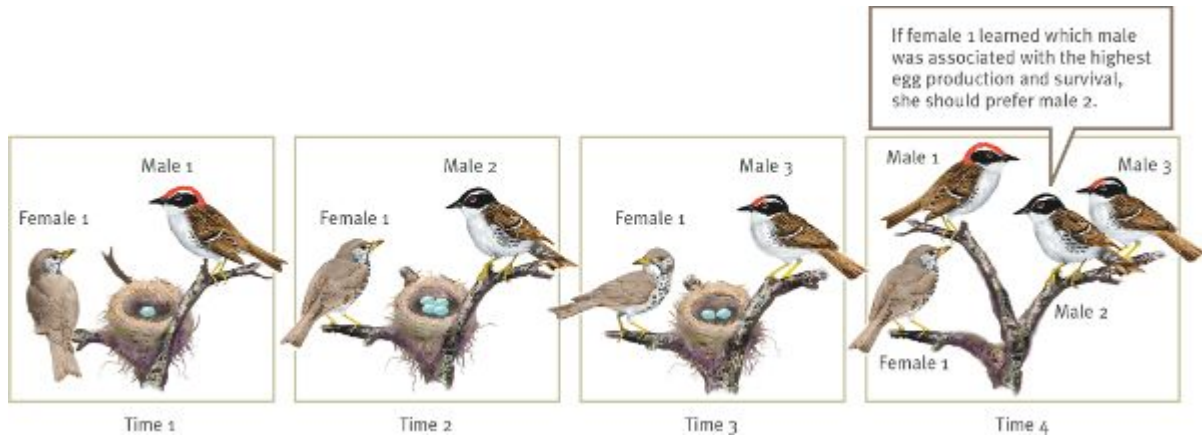 If female 1 learned which male
was associated with the highest
egg production and survival,
she should prefer male 2.
Male 1
Female 1
Male 2
Female 1
Male 3
Female 1
Male 1
Male 3
Male 2
Female 1
Time 1
Time 2
Time 3
Time 4